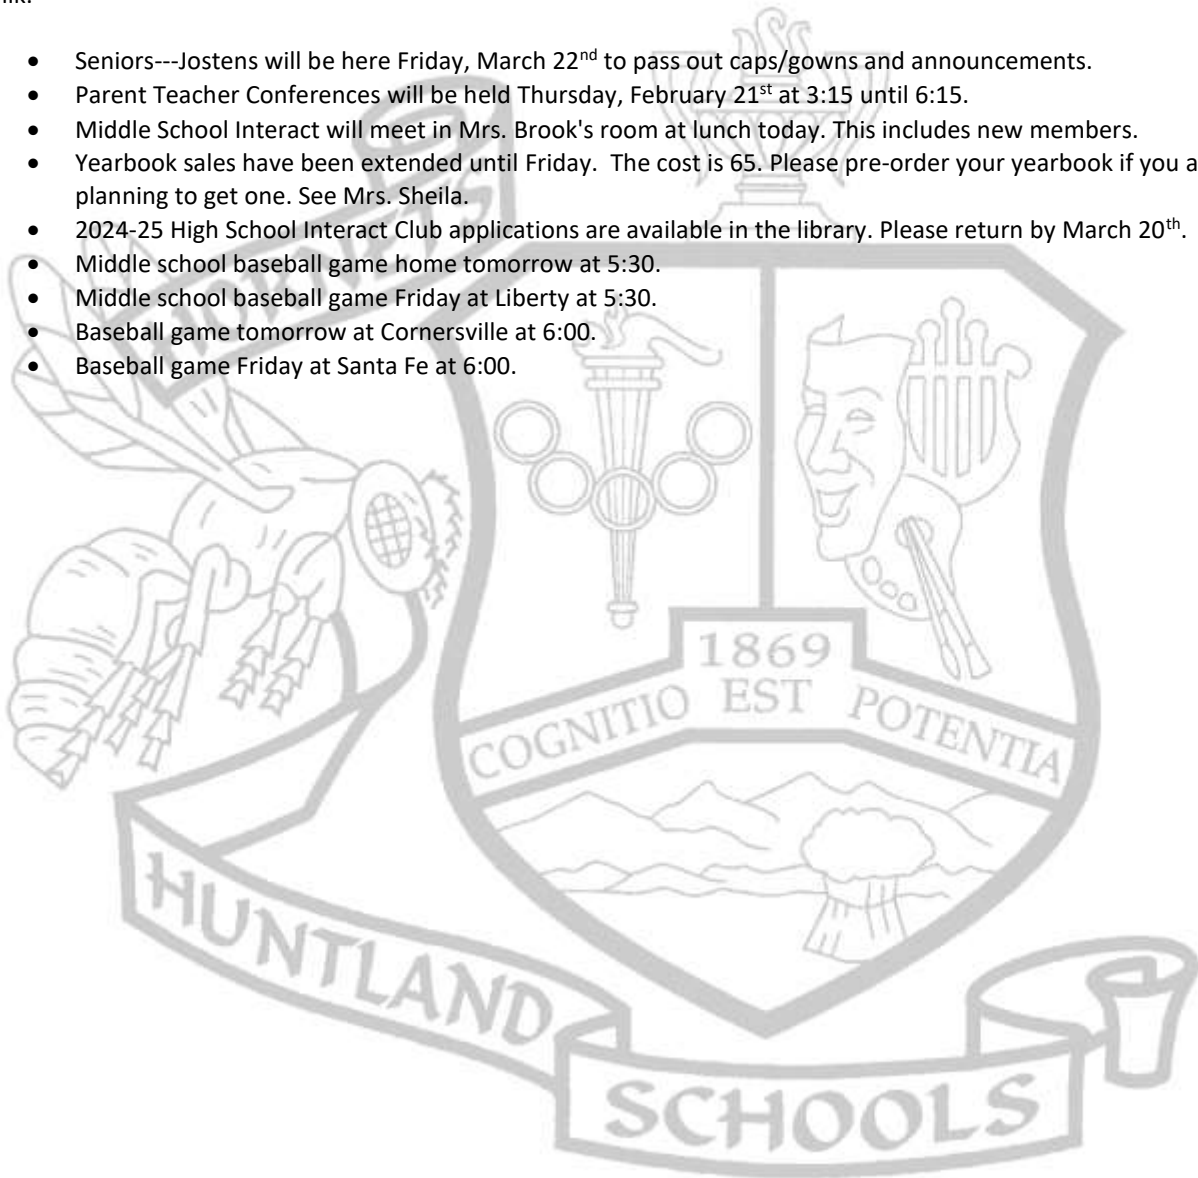 • Seniors---Jostens will be here Friday, March 22nd to pass out caps/gowns and announcements.
• Parent Teacher Conferences will be held Thursday, February 21st at 3:15 until 6:15.
• Middle School Interact will meet in Mrs. Brook's room at lunch today. This includes new members.
• Yearbook sales have been extended until Friday.  The cost is 65. Please pre-order your yearbook if you a
planning to get one. See Mrs. Sheila.
• 2024-25 High School Interact Club applications are available in the library. Please return by March 20th.
• Middle school baseball game home tomorrow at 5:30.
• Middle school baseball game Friday at Liberty at 5:30.
• Baseball game tomorrow at Cornersville at 6:00.
• Baseball game Friday at Santa Fe at 6:00.
HORNETS
1869
COGNITIO EST POTENTIA
HUNTLAND
SCHOOLS